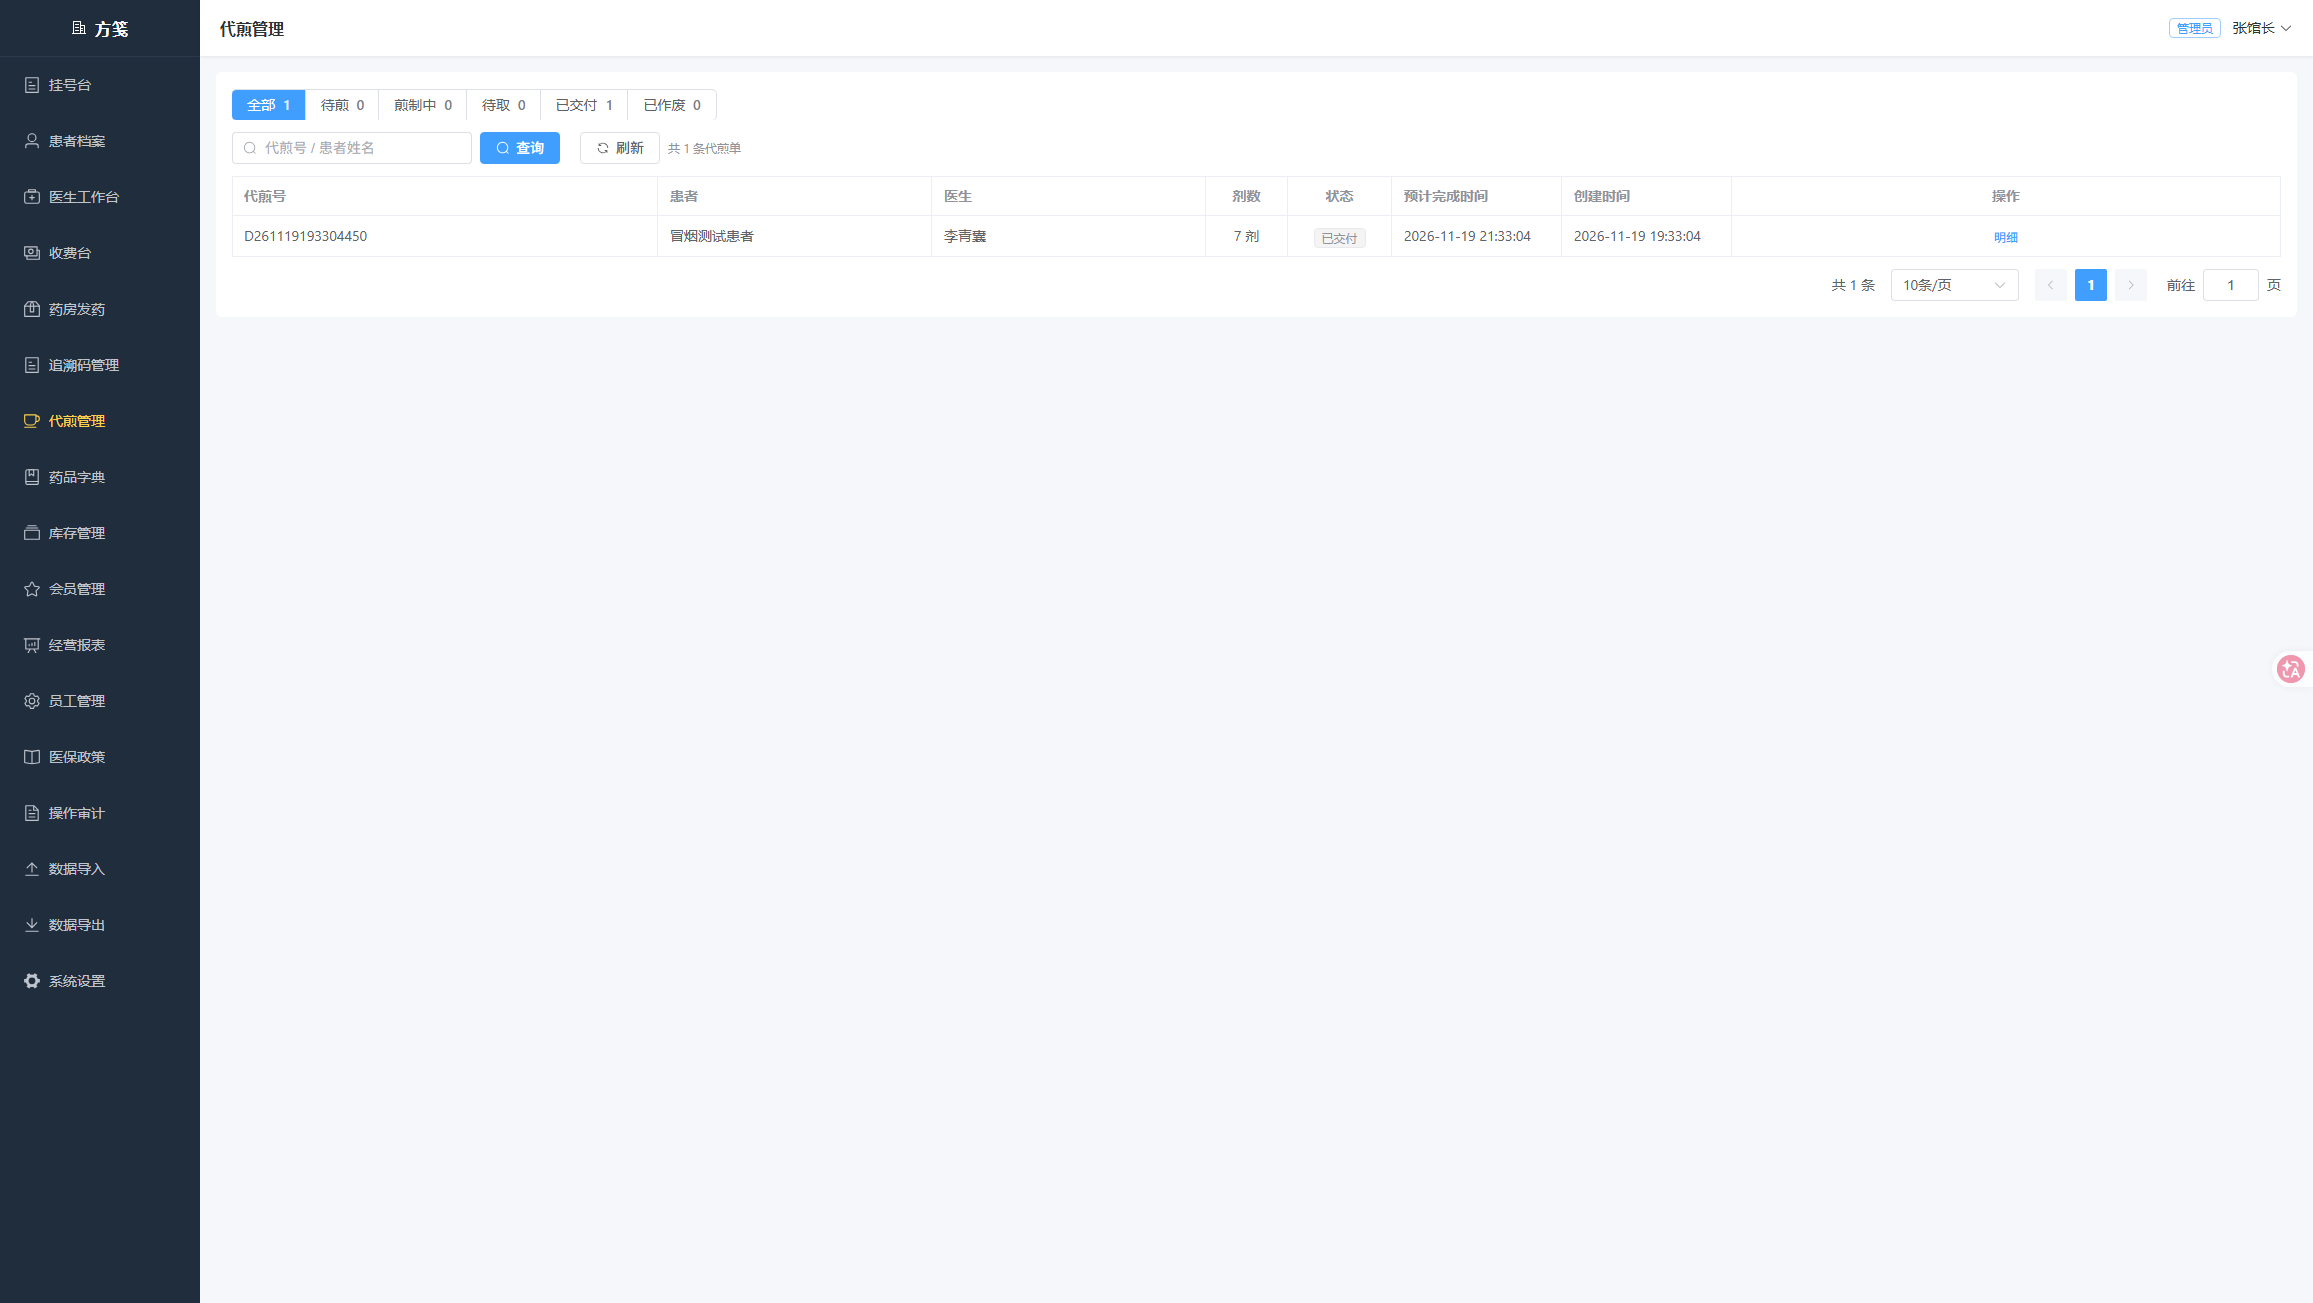 方笺
代煎管理
管理员 张馆长
挂号台
患者档案
医生工作台
收费台
药房发药
追溯码管理
代煎管理
药品字典
库存管理
会员管理
经营报表
员工管理
医保政策
操作审计
数据导入
数据导出
系统设置
全部 1 待煎 0 煎制中 0 待取 0 已交付 1 已作废 0
代煎号 / 患者姓名 查询 刷新 共 1 条代煎单
代煎号 患者 医生 剂数 状态 预计完成时间 创建时间 操作
D261119193304450 冒烟测试患者 李青囊 7 剂 已交付 2026-11-19 21:33:04 2026-11-19 19:33:04 明细
共 1 条 10条/页 1 前往 1 页